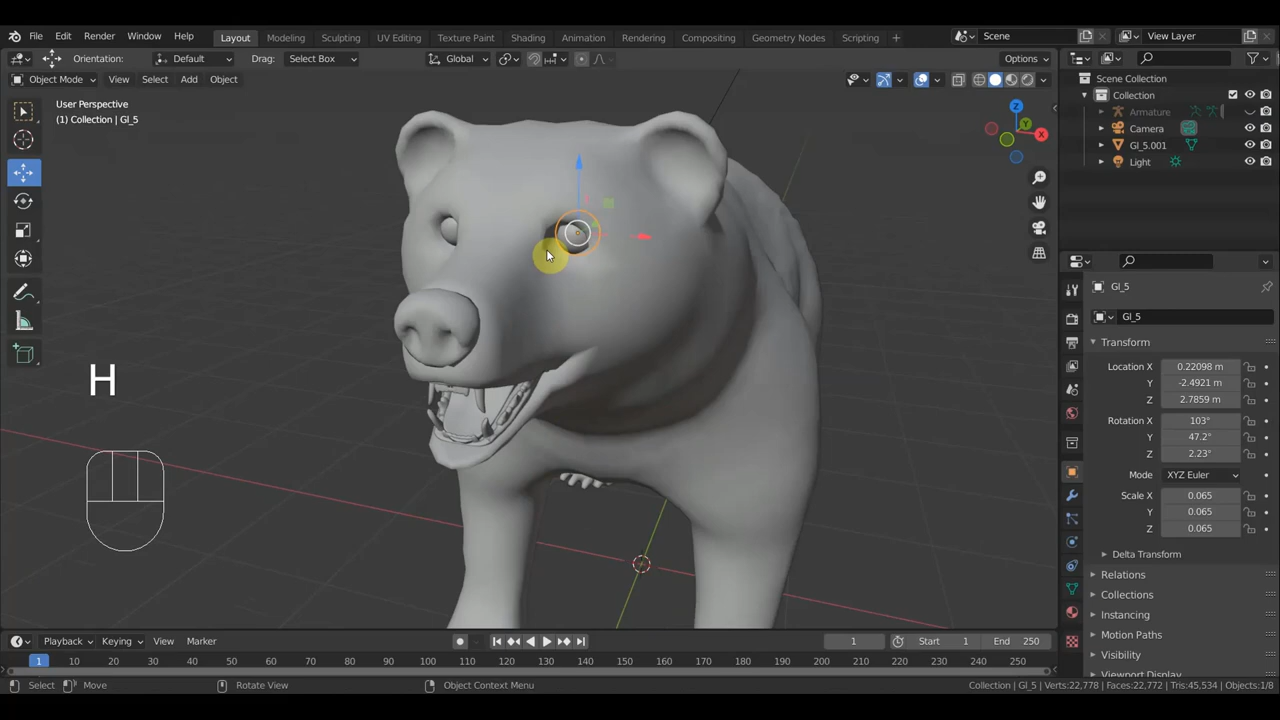 File Edit Render Window Help
Layout Modeling Sculpting UV Editing Texture Paint Shading Animation Rendering Compositing Geometry Nodes Scripting +
Scene
View Layer
Orientation: Default Drag: Select Box
Global
Options
Object Mode View Select Add Object
User Perspective
(1) Collection | Gl_5
Z
Y
X
H
Scene Collection
Collection
Armature
Camera
Gl_5.001
Light
Gl_5
Gl_5
Transform
Location X 0.22098 m
Y -2.4921 m
Z 2.7859 m
Rotation X 103°
Y 47.2°
Z 2.23°
Mode XYZ Euler
Scale X 0.065
Y 0.065
Z 0.065
Delta Transform
Relations
Collections
Instancing
Motion Paths
Visibility
Viewport Display
Playback Keying View Marker
1 Start 1 End 250
1 10 20 30 40 50 60 70 80 90 100 110 120 130 140 150 160 170 180 190 200 210 220 230 240 250
Select Move Rotate View Object Context Menu
Collection | Gl_5 | Verts:22,778 | Faces:22,772 | Tris:45,534 | Objects:1/8